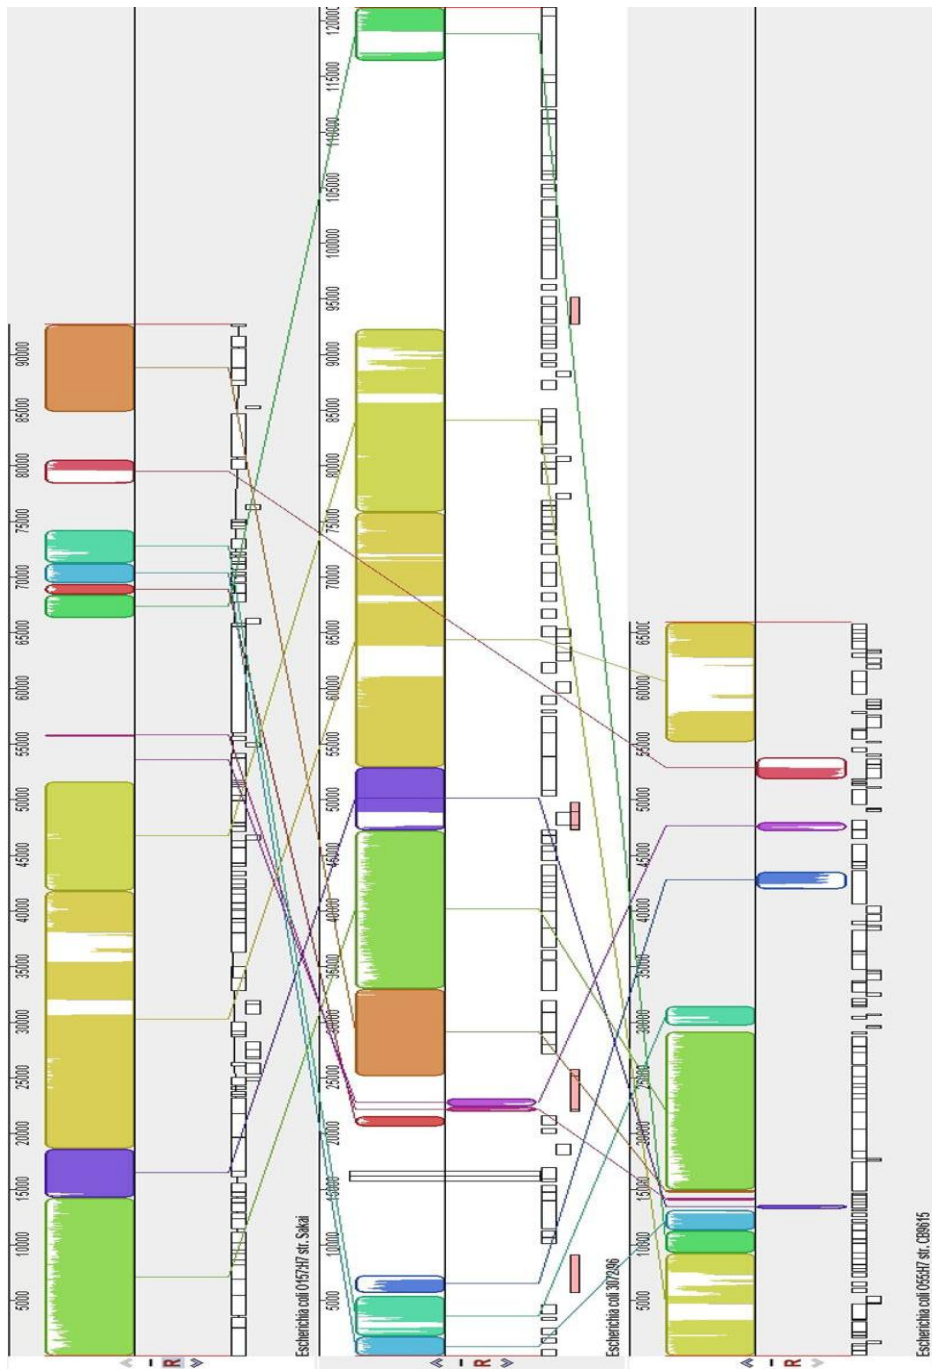 5000 10000 15000 20000 25000 30000 35000 40000 45000 50000 55000 60000 65000 70000 75000 80000 85000 90000
R
Escherichia coli O157:H7 str. Sakai
5000 10000 15000 20000 25000 30000 35000 40000 45000 50000 55000 60000 65000 70000 75000 80000 85000 90000 95000 100000 105000 110000 115000 120000
R
Escherichia coli 3072/96
5000 10000 15000 20000 25000 30000 35000 40000 45000 50000 55000 60000 65000
R
Escherichia coli O55:H7 str. CB9615